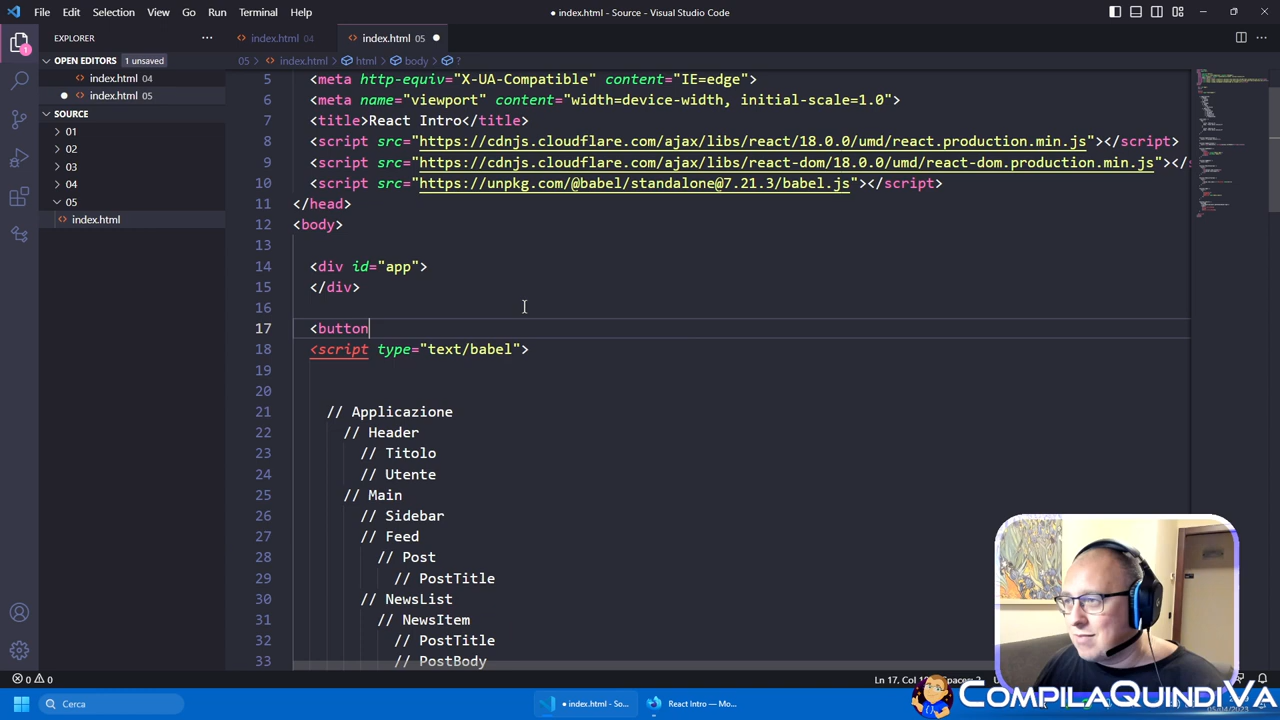 File Edit Selection View Go Run Terminal Help
● index.html - Source - Visual Studio Code
EXPLORER
OPEN EDITORS 1 unsaved
index.html 04
index.html 05
SOURCE
01
02
03
04
05
index.html
1
index.html 04
index.html 05
05 > index.html > html > body > ?
5 <meta http-equiv="X-UA-Compatible" content="IE=edge">
6 <meta name="viewport" content="width=device-width, initial-scale=1.0">
7 <title>React Intro</title>
8 <script src="https://cdnjs.cloudflare.com/ajax/libs/react/18.0.0/umd/react.production.min.js"></script>
9 <script src="https://cdnjs.cloudflare.com/ajax/libs/react-dom/18.0.0/umd/react-dom.production.min.js"></s
10 <script src="https://unpkg.com/@babel/standalone@7.21.3/babel.js"></script>
11 </head>
12 <body>
13
14 <div id="app">
15 </div>
16
17 <button
18 <script type="text/babel">
19
20
21 // Applicazione
22 // Header
23 // Titolo
24 // Utente
25 // Main
26 // Sidebar
27 // Feed
28 // Post
29 // PostTitle
30 // NewsList
31 // NewsItem
32 // PostTitle
33 // PostBody
0 0
Ln 17, Col
Cerca
● index.html - So...
React Intro — Mo...
COMPILAQUINDIVA